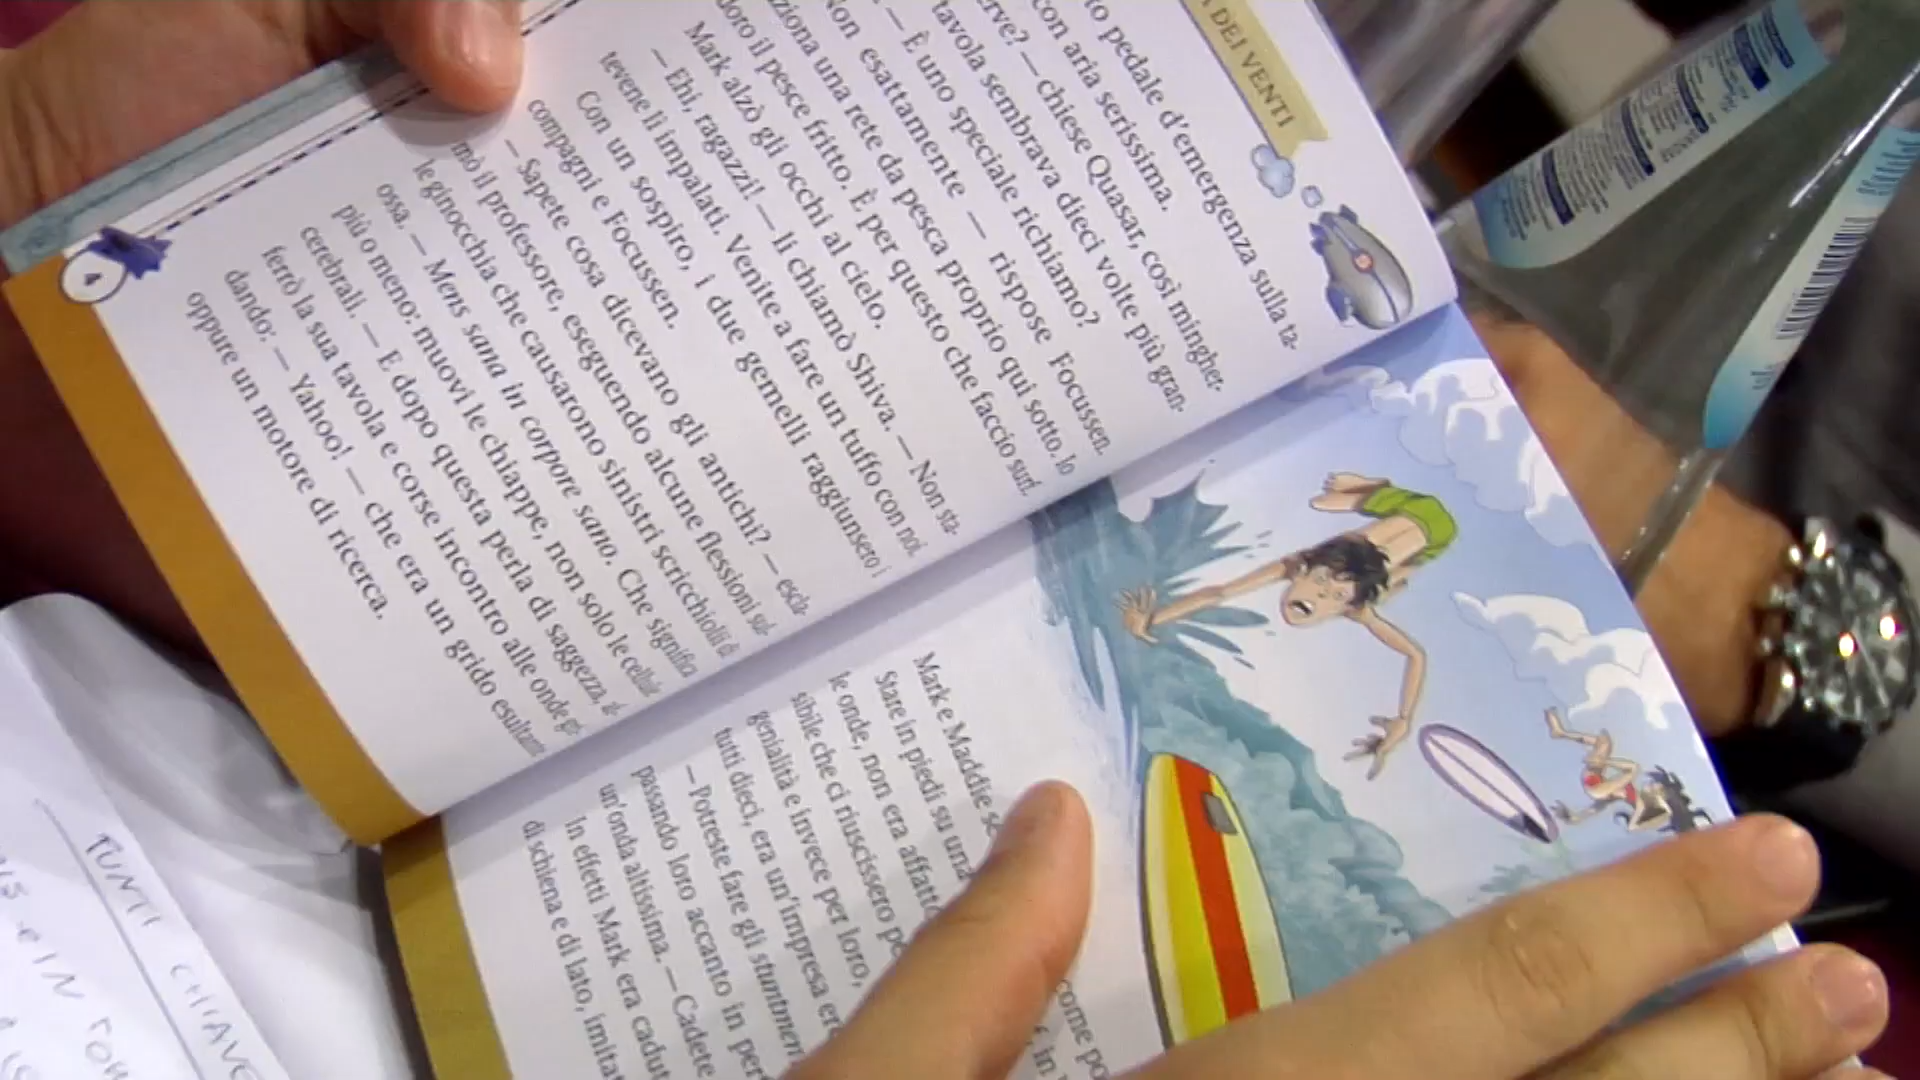 A DEI VENTI
to pedale d'emergenza sulla ta-
con aria serissima.
erve? — chiese Quasar, così mingher-
tavola sembrava dieci volte più gran-
— È uno speciale richiamo?
Non esattamente — rispose Focussen.
ziona una rete da pesca proprio qui sotto. Io
doro il pesce fritto. È per questo che faccio surf.
Mark alzò gli occhi al cielo.
— Ehi, ragazzi! — li chiamò Shiva. — Non sta-
tevene lì impalati. Venite a fare un tuffo con noi.
Con un sospiro, i due gemelli raggiunsero i
compagni e Focussen.
— Sapete cosa dicevano gli antichi? — escla-
mò il professore, eseguendo alcune flessioni sul-
le ginocchia che causarono sinistri scricchiolii di
ossa. — Mens sana in corpore sano. Che significa
più o meno: muovi le chiappe, non solo le cellule
cerebrali. — E dopo questa perla di saggezza, af-
ferrò la sua tavola e corse incontro alle onde gri-
dando: — Yahoo! — che era un grido esultante
oppure un motore di ricerca.
4
Mark e Maddie
Stare in piedi su una
le onde, non era affatto
sibile che ci riuscissero
genialità e invece per loro,
tutti dieci, era un'impresa
— Potreste fare gli stuntmen
passando loro accanto in
un'onda altissima. — Cadete
In effetti Mark era
di schiena e di lato,
come
in
PUNTI CHIAVE